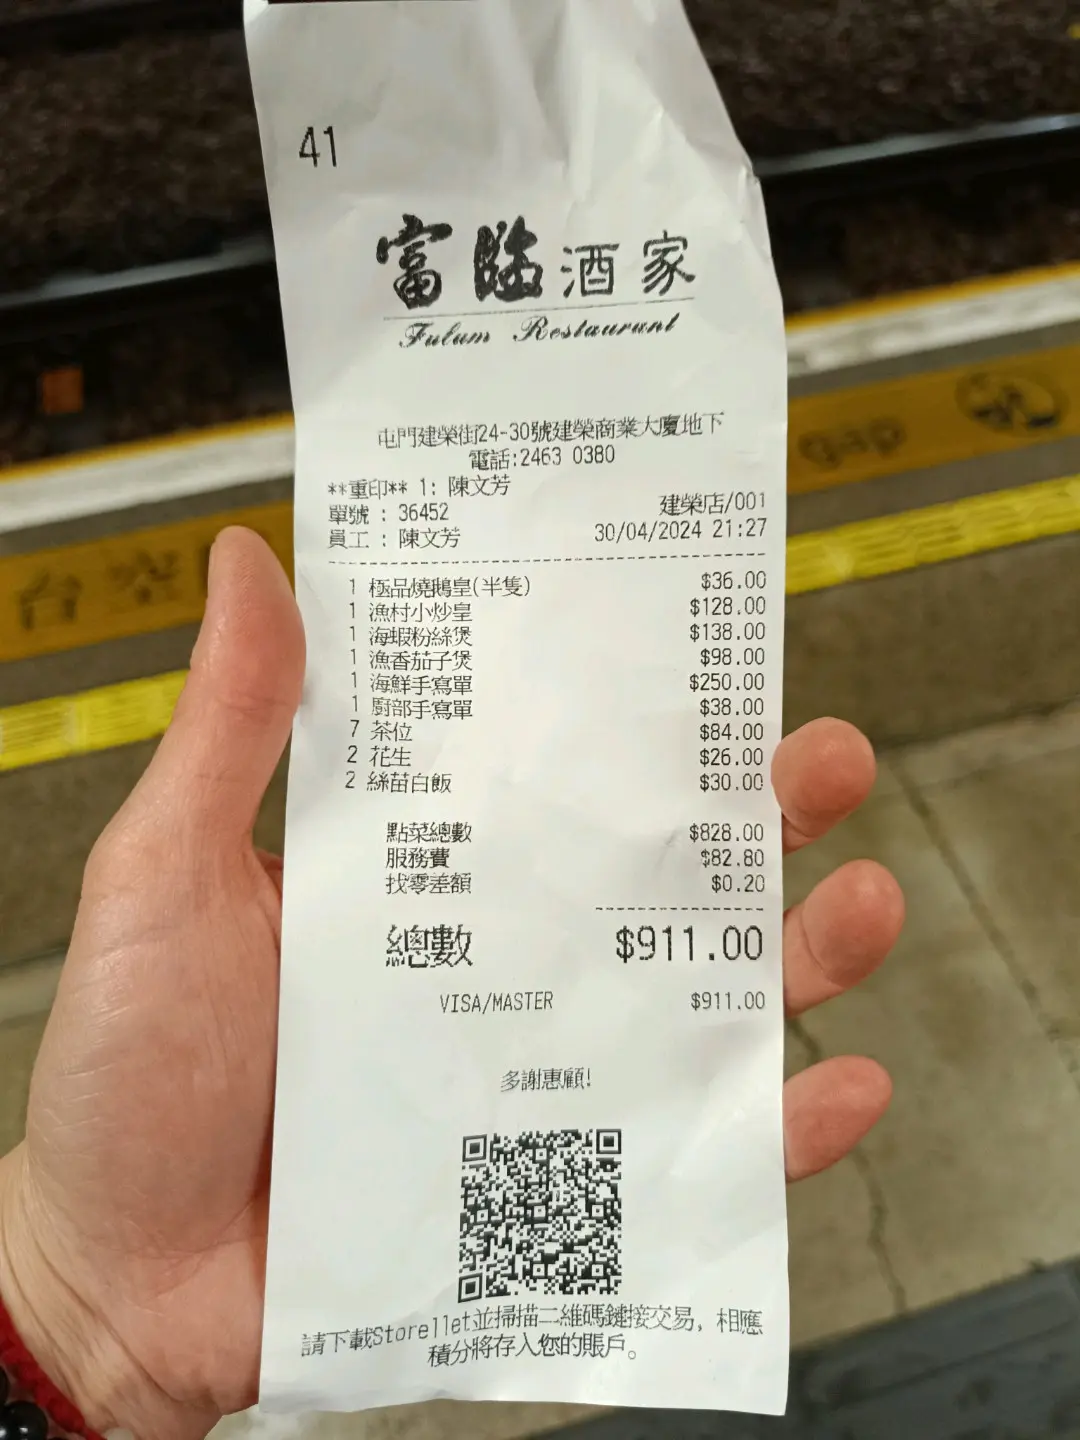 41
富臨酒家
Fulum Restaurant
屯門建榮街24-30號建榮商業大廈地下
電話:2463 0380
**重印** 1: 陳文芳
建榮店/001
單號 : 36452
員工 : 陳文芳 30/04/2024 21:27
1 極品燒鵝皇(半隻) $36.00
1 漁村小炒皇 $128.00
1 海蝦粉絲煲 $138.00
1 漁香茄子煲 $98.00
1 海鮮手寫單 $250.00
1 廚部手寫單 $38.00
7 茶位 $84.00
2 花生 $26.00
2 絲苗白飯 $30.00
點菜總數 $828.00
服務費 $82.80
找零差額 $0.20
總數 $911.00
VISA/MASTER $911.00
多謝惠顧!
請下載Storellet並掃描二維碼鏈接交易, 相應
積分將存入您的賬戶。